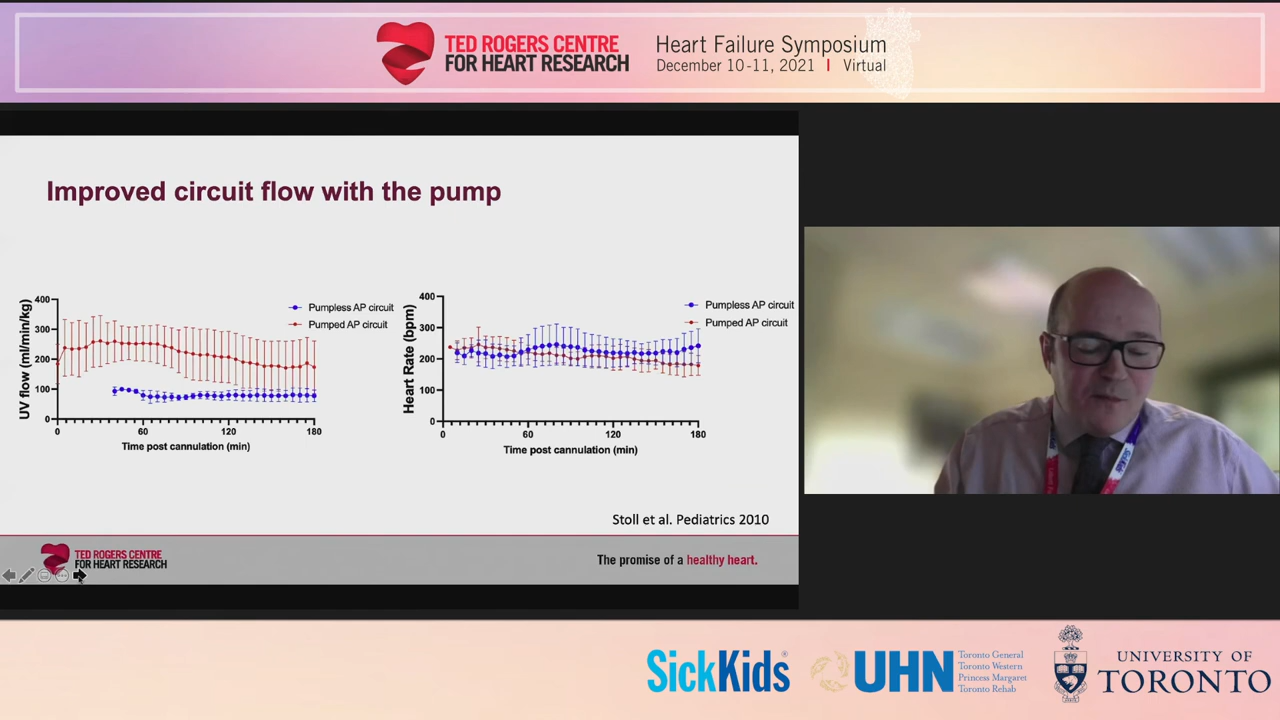 TED ROGERS CENTRE
FOR HEART RESEARCH
Heart Failure Symposium
December 10-11, 2021 | Virtual
Improved circuit flow with the pump
UV flow (ml/min/kg)
400
300
200
100
0
Pumpless AP circuit
Pumped AP circuit
0 60 120 180
Time post cannulation (min)
Heart Rate (bpm)
400
300
200
100
0
Pumpless AP circuit
Pumped AP circuit
0 60 120 180
Time post cannulation (min)
Stoll et al. Pediatrics 2010
TED ROGERS CENTRE
FOR HEART RESEARCH
The promise of a healthy heart.
SickKids®
UHN
Toronto General
Toronto Western
Princess Margaret
Toronto Rehab
UNIVERSITY OF
TORONTO